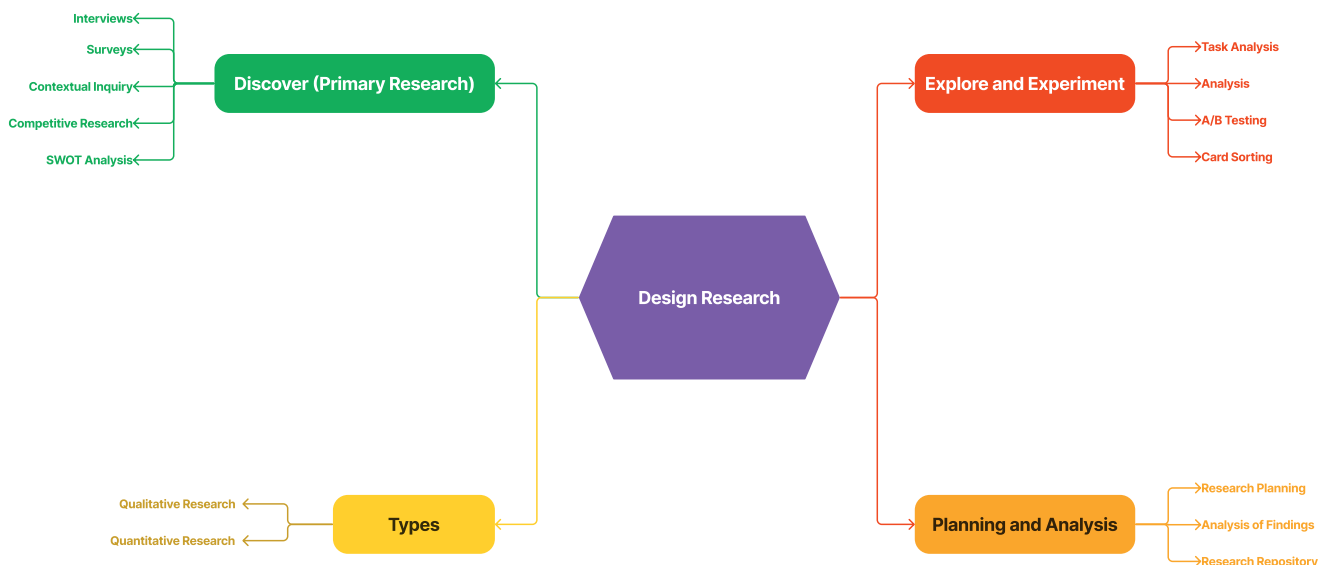 Interviews
Surveys
Contextual Inquiry
Competitive Research
SWOT Analysis
Discover (Primary Research)
Explore and Experiment
Task Analysis
Analysis
A/B Testing
Card Sorting
Design Research
Qualitative Research
Quantitative Research
Types
Planning and Analysis
Research Planning
Analysis of Findings
Research Repository